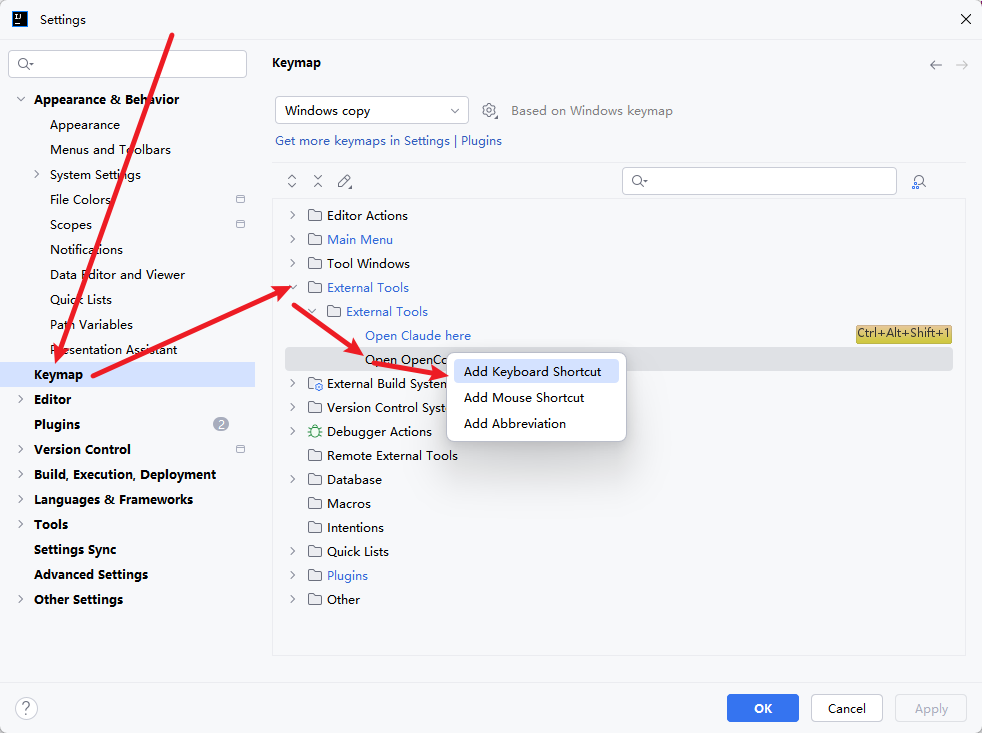 Settings
Keymap
Appearance & Behavior
Appearance
Menus and Toolbars
System Settings
File Colors
Scopes
Notifications
Data Editor and Viewer
Quick Lists
Path Variables
Presentation Assistant
Keymap
Editor
Plugins
2
Version Control
Build, Execution, Deployment
Languages & Frameworks
Tools
Settings Sync
Advanced Settings
Other Settings
Windows copy
Based on Windows keymap
Get more keymaps in Settings | Plugins
Editor Actions
Main Menu
Tool Windows
External Tools
External Tools
Open Claude here
Ctrl+Alt+Shift+1
Open OpenCo
Add Keyboard Shortcut
Add Mouse Shortcut
Add Abbreviation
External Build System
Version Control Syst
Debugger Actions
Remote External Tools
Database
Macros
Intentions
Quick Lists
Plugins
Other
?
OK
Cancel
Apply